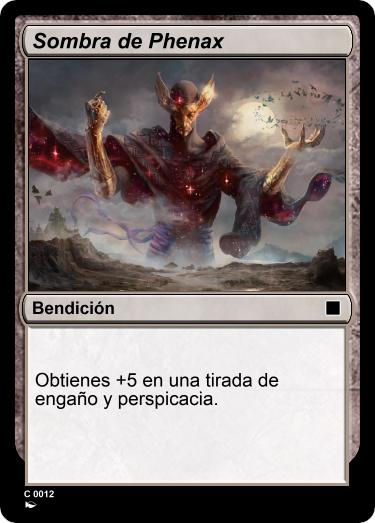 Sombra de Phenax
Bendición
Obtienes +5 en una tirada de
engaño y perspicacia.
C 0012